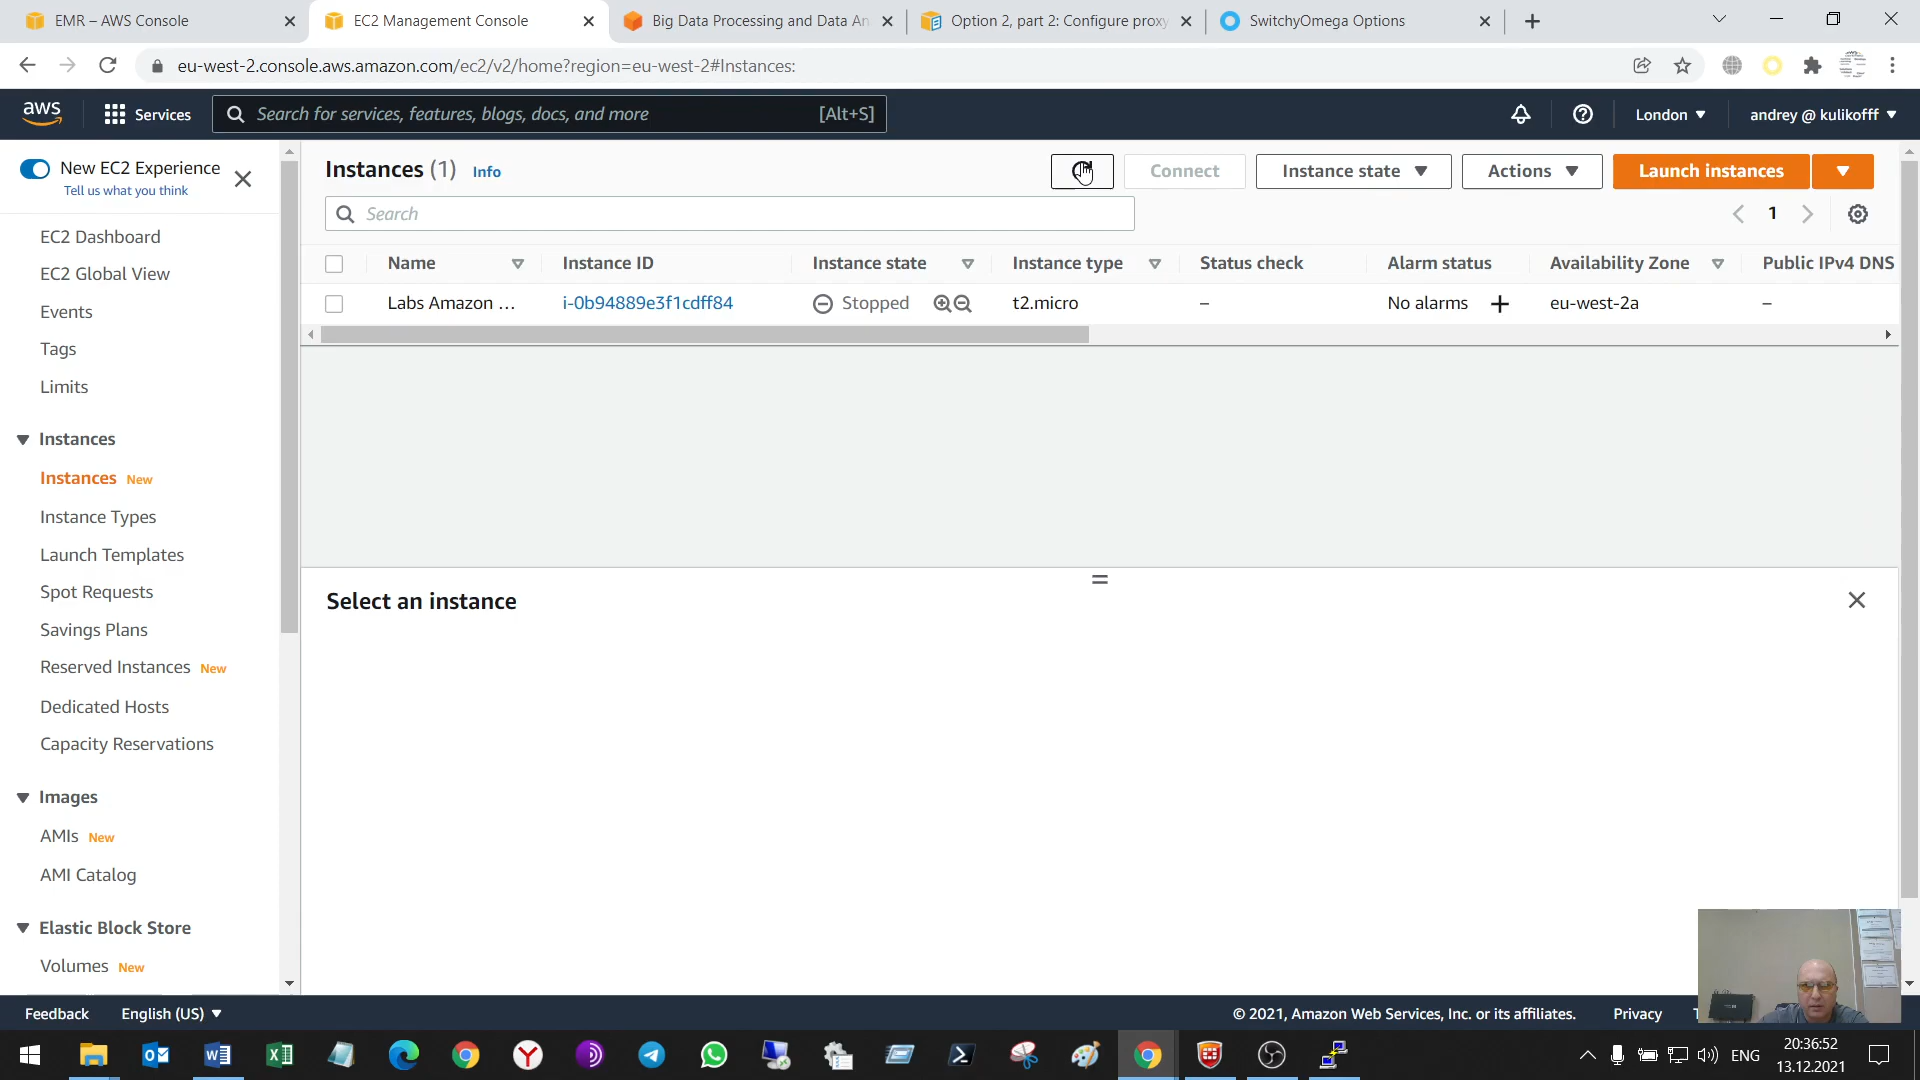 EMR – AWS Console
EC2 Management Console
Big Data Processing and Data An
Option 2, part 2: Configure proxy
SwitchyOmega Options
eu-west-2.console.aws.amazon.com/ec2/v2/home?region=eu-west-2#Instances:
aws
Services
Search for services, features, blogs, docs, and more
[Alt+S]
London
andrey @ kulikofff
New EC2 Experience
Tell us what you think
EC2 Dashboard
EC2 Global View
Events
Tags
Limits
Instances
Instances New
Instance Types
Launch Templates
Spot Requests
Savings Plans
Reserved Instances New
Dedicated Hosts
Capacity Reservations
Images
AMIs New
AMI Catalog
Elastic Block Store
Volumes New
Instances (1) Info
Connect
Instance state
Actions
Launch instances
Search
1
Name Instance ID Instance state Instance type Status check Alarm status Availability Zone Public IPv4 DNS
Labs Amazon ... i-0b94889e3f1cdff84 Stopped t2.micro – No alarms + eu-west-2a –
Select an instance
Feedback
English (US)
© 2021, Amazon Web Services, Inc. or its affiliates.
Privacy
ENG
20:36:52
13.12.2021